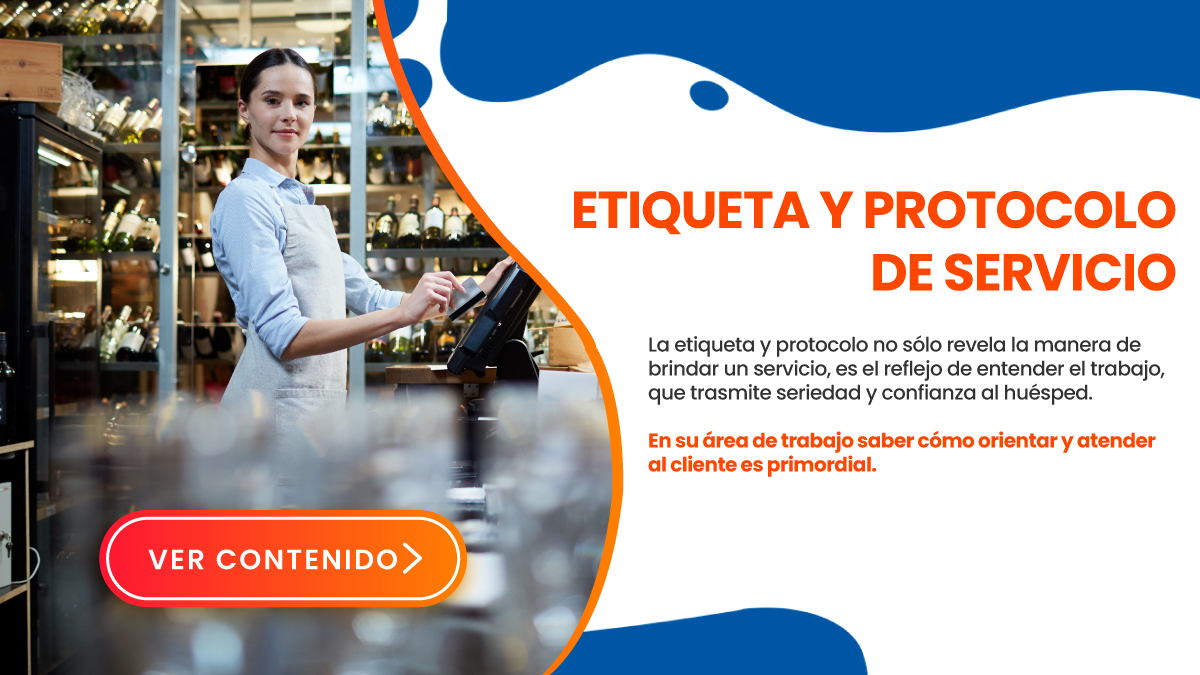 ETIQUETA Y PROTOCOLO
DE SERVICIO
La etiqueta y protocolo no sólo revela la manera de
brindar un servicio, es el reflejo de entender el trabajo,
que trasmite seriedad y confianza al huésped.
En su área de trabajo saber cómo orientar y atender
al cliente es primordial.
VER CONTENIDO